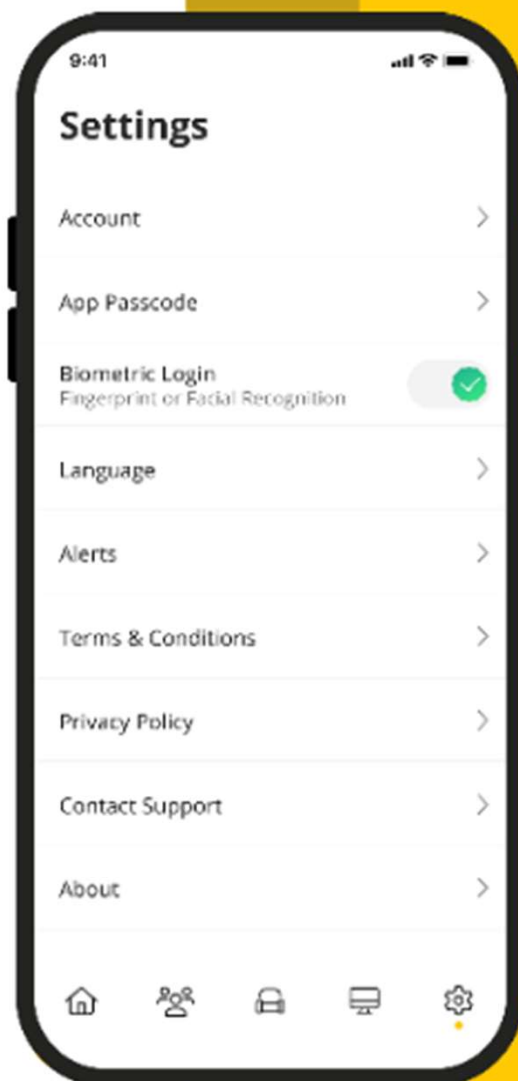 9:41
Settings
Account
App Passcode
Biometric Login
Fingerprint or Facial Recognition
Language
Alerts
Terms & Conditions
Privacy Policy
Contact Support
About